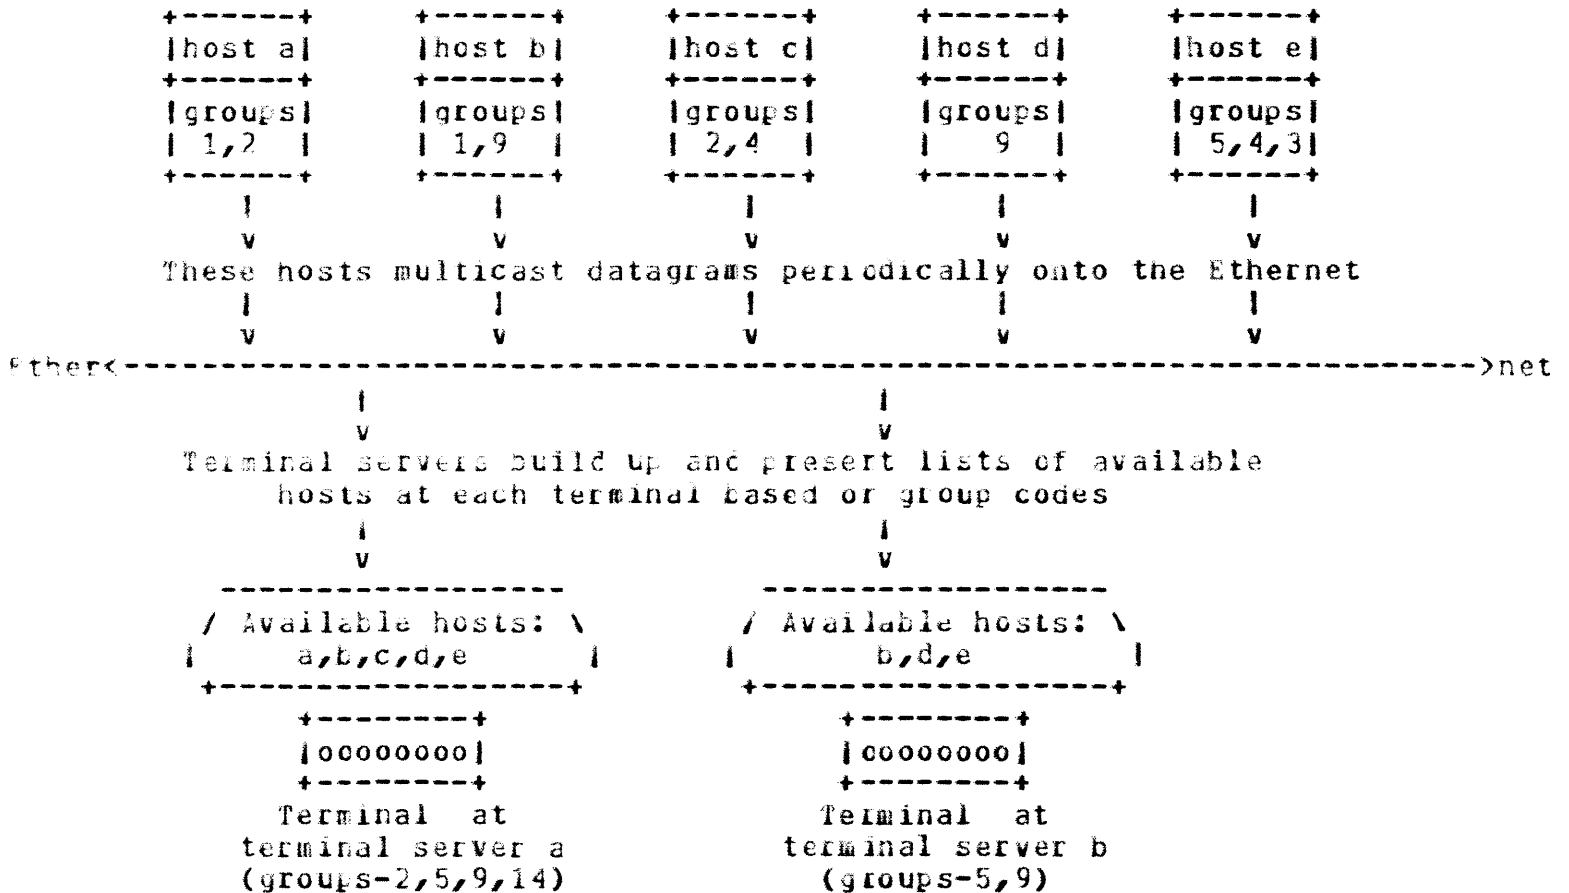 +------+ +------+ +------+ +------+ +------+
|host a| |host b| |host c| |host d| |host e|
+------+ +------+ +------+ +------+ +------+
|groups| |groups| |groups| |groups| |groups|
| 1,2 | | 1,9 | | 2,4 | | 9 | | 5,4,3|
+------+ +------+ +------+ +------+ +------+
| | | | |
v v v v v
These hosts multicast datagrams periodically onto the Ethernet
| | | | |
v v v v v
Ether<---------------------------------------------------------------------->net
| |
v v
Terminal servers build up and present lists of available
hosts at each terminal based on group codes
| |
v v
------------------ ------------------
/ Available hosts: \ / Available hosts: \
| a,b,c,d,e | | b,d,e |
+-------------------+ +-------------------+
+--------+ +--------+
|oooooooo| |oooooooo|
+--------+ +--------+
Terminal at Terminal at
terminal server a terminal server b
(groups-2,5,9,14) (groups-5,9)